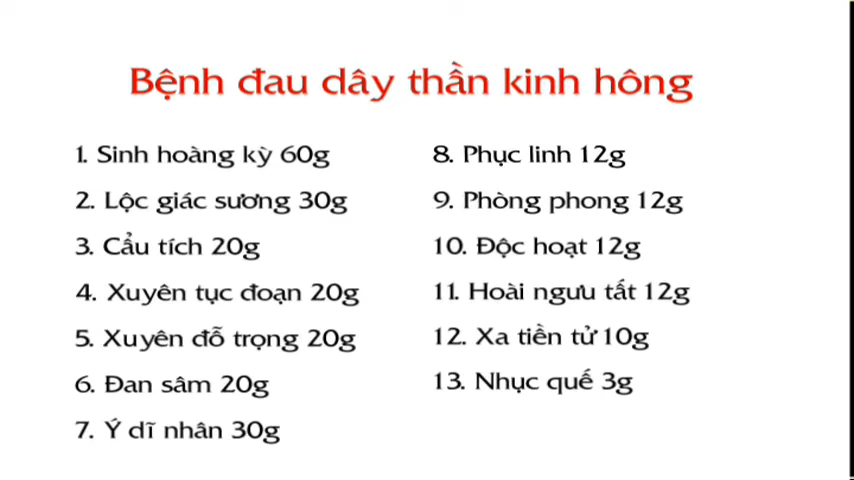 Bệnh đau dây thần kinh hông
1. Sinh hoàng kỳ 60g
2. Lộc giác sương 30g
3. Cẩu tích 20g
4. Xuyên tục đoạn 20g
5. Xuyên đỗ trọng 20g
6. Đan sâm 20g
7. Ý dĩ nhân 30g
8. Phục linh 12g
9. Phòng phong 12g
10. Độc hoạt 12g
11. Hoài ngưu tất 12g
12. Xa tiền tử 10g
13. Nhục quế 3g